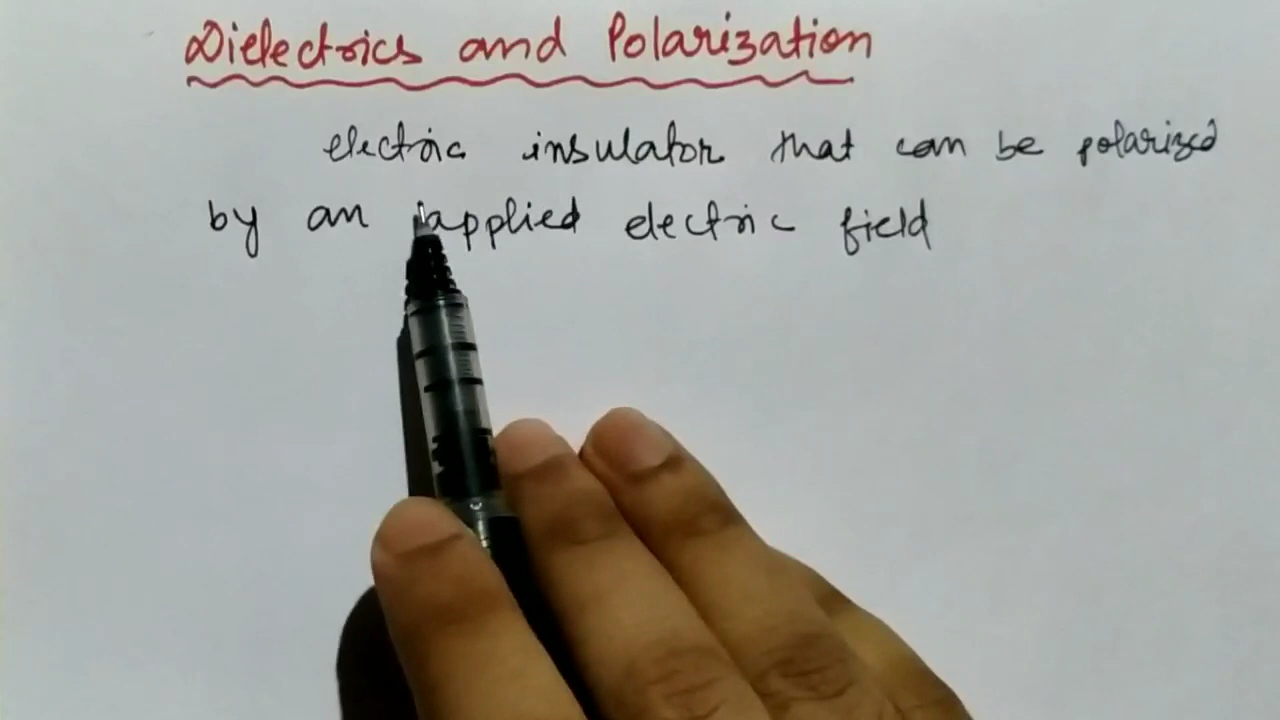 Dielectrics and Polarization
electric insulator that can be polarized
by an applied electric field